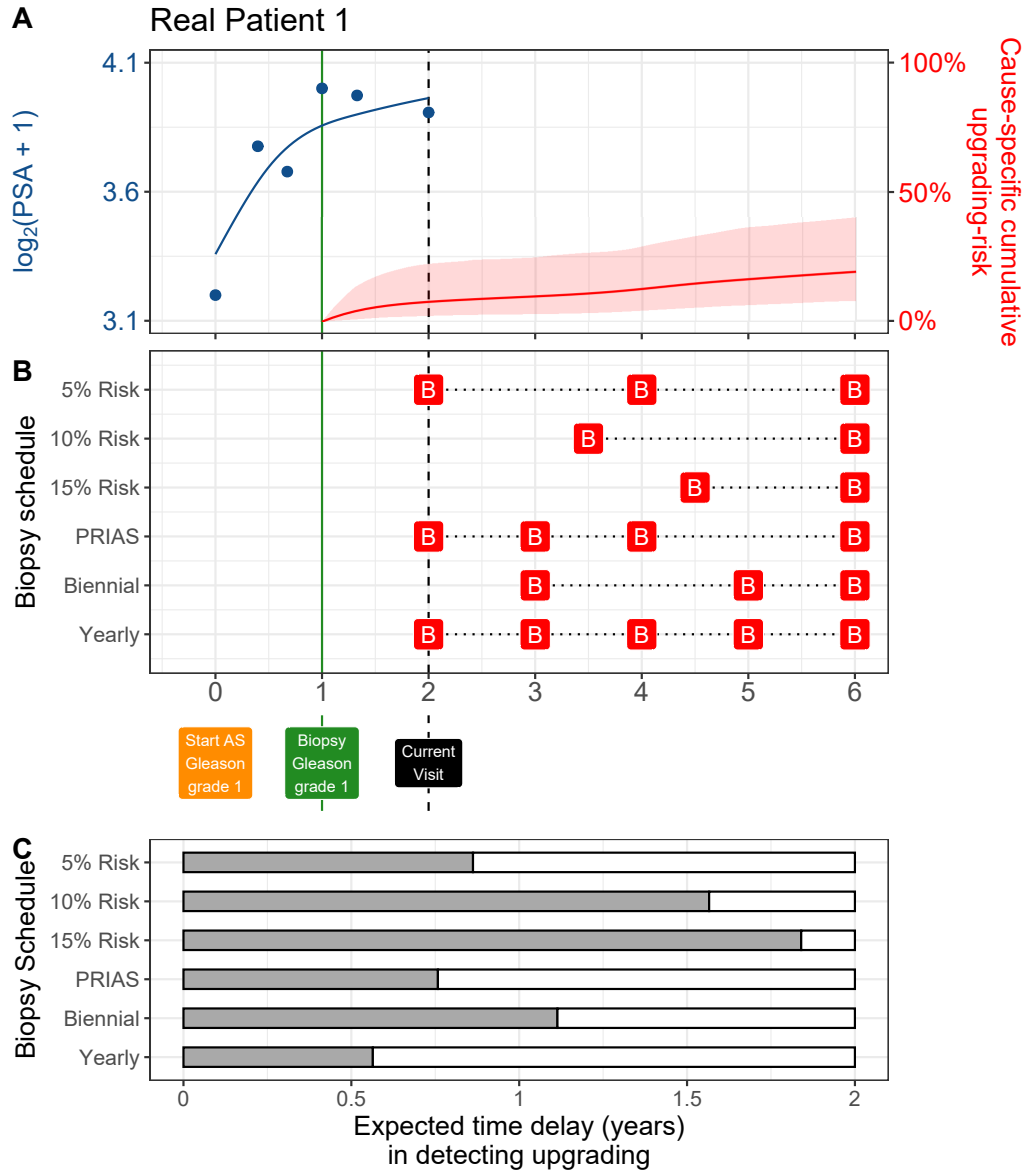 A
Real Patient 1
4.1
3.6
3.1
log₂(PSA + 1)
100%
50%
0%
Cause-specific cumulative
upgrading-risk
B
Biopsy schedule
5% Risk
B B B
10% Risk
B B
15% Risk
B B
PRIAS
B B B B
Biennial
B B B
Yearly
B B B B B
0 1 2 3 4 5 6
Start AS
Gleason
grade 1
Biopsy
Gleason
grade 1
Current
Visit
C
Biopsy Schedule
5% Risk
10% Risk
15% Risk
PRIAS
Biennial
Yearly
0 0.5 1 1.5 2
Expected time delay (years)
in detecting upgrading